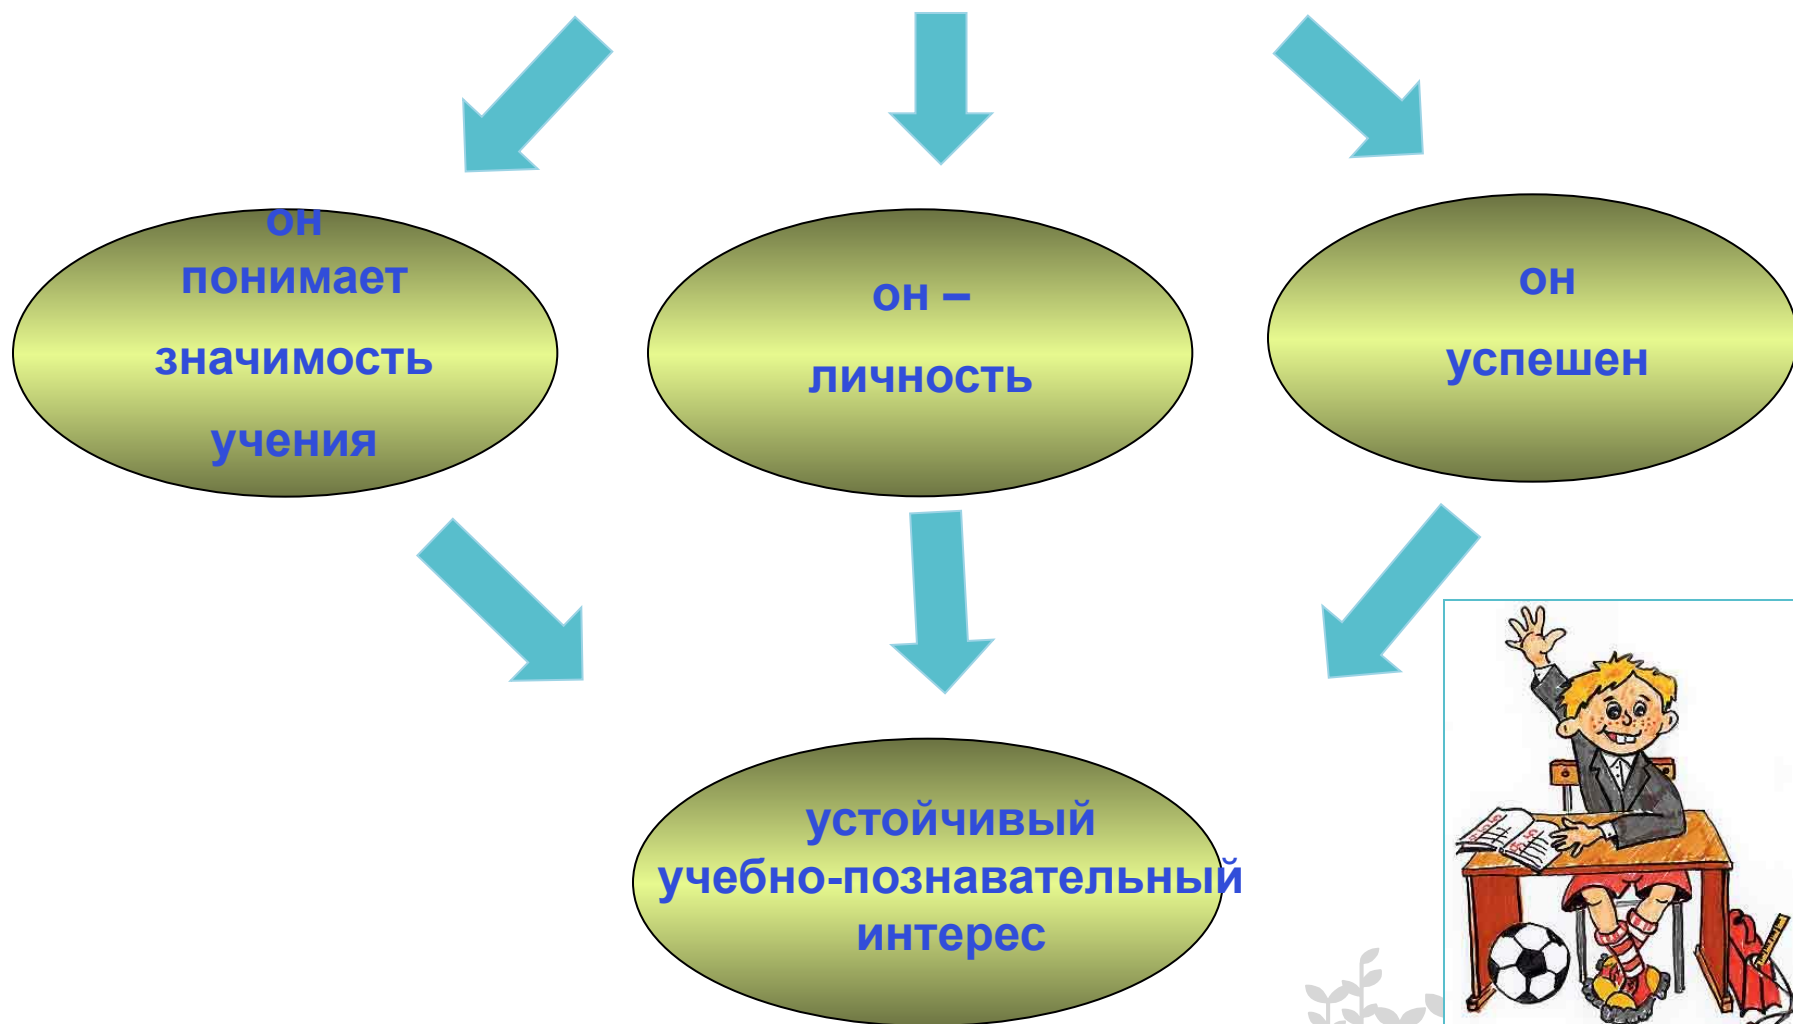 он
понимает
значимость
учения
он –
личность
он
успешен
устойчивый
учебно-познавательный
интерес